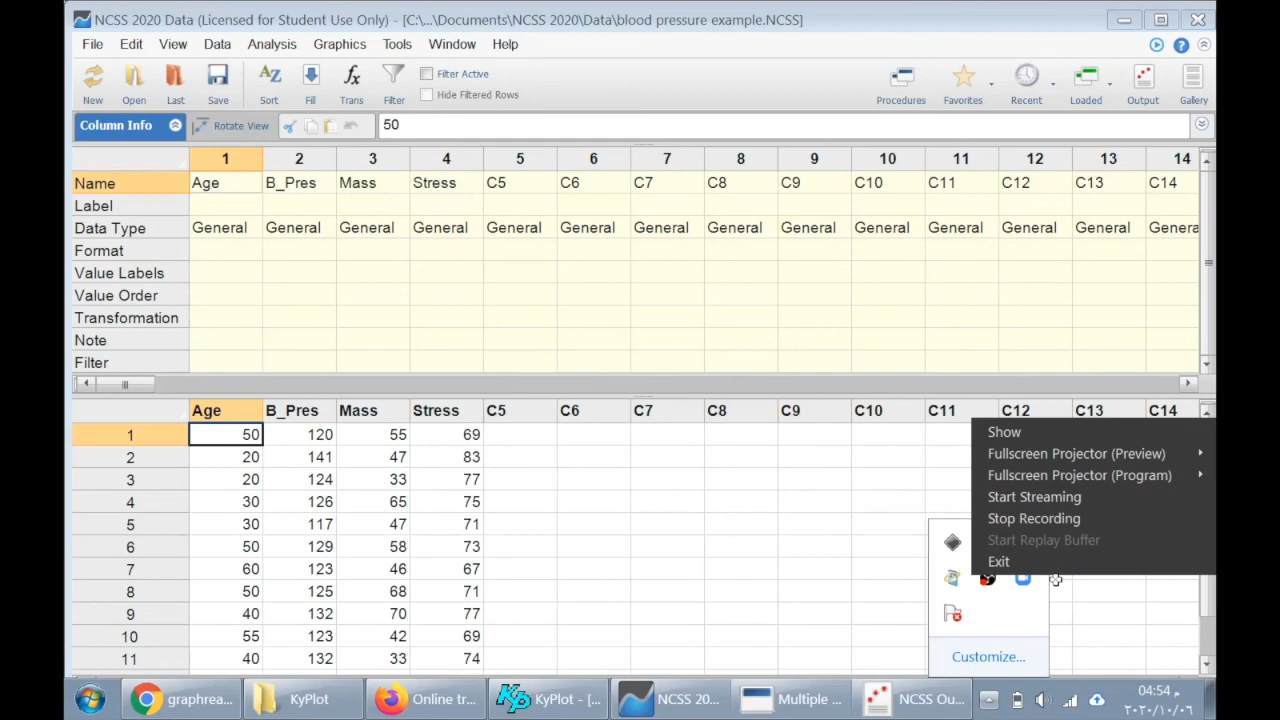 NCSS 2020 Data (Licensed for Student Use Only) - [C:\...\Documents\NCSS 2020\Data\blood pressure example.NCSS]
File Edit View Data Analysis Graphics Tools Window Help
New Open Last Save Sort Fill Trans Filter
Filter Active
Hide Filtered Rows
Procedures Favorites Recent Loaded Output Gallery
Column Info Rotate View 50
1 2 3 4 5 6 7 8 9 10 11 12 13 14
Name Age B_Pres Mass Stress C5 C6 C7 C8 C9 C10 C11 C12 C13 C14
Label
Data Type General General General General General General General General General General General General General Genera
Format
Value Labels
Value Order
Transformation
Note
Filter
Age B_Pres Mass Stress C5 C6 C7 C8 C9 C10 C11 C12 C13 C14
1 50 120 55 69
2 20 141 47 83
3 20 124 33 77
4 30 126 65 75
5 30 117 47 71
6 50 129 58 73
7 60 123 46 67
8 50 125 68 71
9 40 132 70 77
10 55 123 42 69
11 40 132 33 74
Show
Fullscreen Projector (Preview)
Fullscreen Projector (Program)
Start Streaming
Stop Recording
Start Replay Buffer
Exit
Customize...
graphrea... KyPlot Online tr... KyPlot - [... NCSS 20... Multiple ... NCSS Ou...
04:54 م
٢٠٢٠/١٠/٠٦